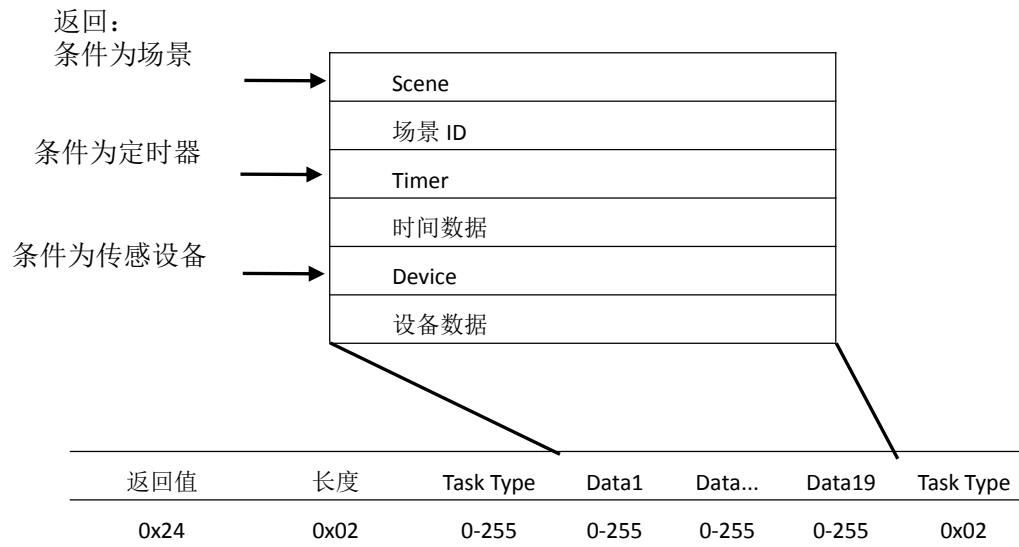 返回：
条件为场景
Scene
场景 ID
条件为定时器
Timer
时间数据
条件为传感设备
Device
设备数据
返回值 长度 Task Type Data1 Data... Data19 Task Type
0x24 0x02 0-255 0-255 0-255 0-255 0x02